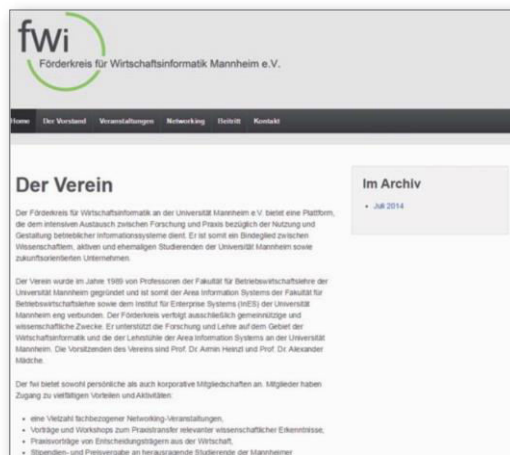 fwi
Förderkreis für Wirtschaftsinformatik Mannheim e.V.
Home Der Vorstand Veranstaltungen Networking Beitritt Kontakt
Der Verein
Der Förderkreis für Wirtschaftsinformatik an der Universität Mannheim e.V. bietet eine Plattform,
die dem intensiven Austausch zwischen Forschung und Praxis bezüglich der Nutzung und
Gestaltung betrieblicher Informationssysteme dient. Er ist somit ein Bindeglied zwischen
Wissenschaftlern, aktiven und ehemaligen Studierenden der Universität Mannheim sowie
zukunftsorientierten Unternehmen.
Der Verein wurde im Jahre 1989 von Professoren der Fakultät für Betriebswirtschaftslehre der
Universität Mannheim gegründet und ist somit der Area Information Systems der Fakultät für
Betriebswirtschaftslehre sowie dem Institut für Enterprise Systems (InES) der Universität
Mannheim eng verbunden. Der Förderkreis verfolgt ausschließlich gemeinnützige und
wissenschaftliche Zwecke. Er unterstützt die Forschung und Lehre auf dem Gebiet der
Wirtschaftsinformatik und die der Lehrstühle der Area Information Systems an der Universität
Mannheim. Die Vorsitzenden des Vereins sind Prof. Dr. Armin Heinzl und Prof. Dr. Alexander
Mädche.
Der fwi bietet sowohl persönliche als auch korporative Mitgliedschaften an. Mitglieder haben
Zugang zu vielfältigen Vorteilen und Aktivitäten:
• eine Vielzahl fachbezogener Networking-Veranstaltungen,
• Vorträge und Workshops zum Praxistransfer relevanter wissenschaftlicher Erkenntnisse,
• Praxisvorträge von Entscheidungsträgern aus der Wirtschaft,
• Stipendien- und Preisvergabe an herausragende Studierende der Mannheimer
Im Archiv
• Juli 2014